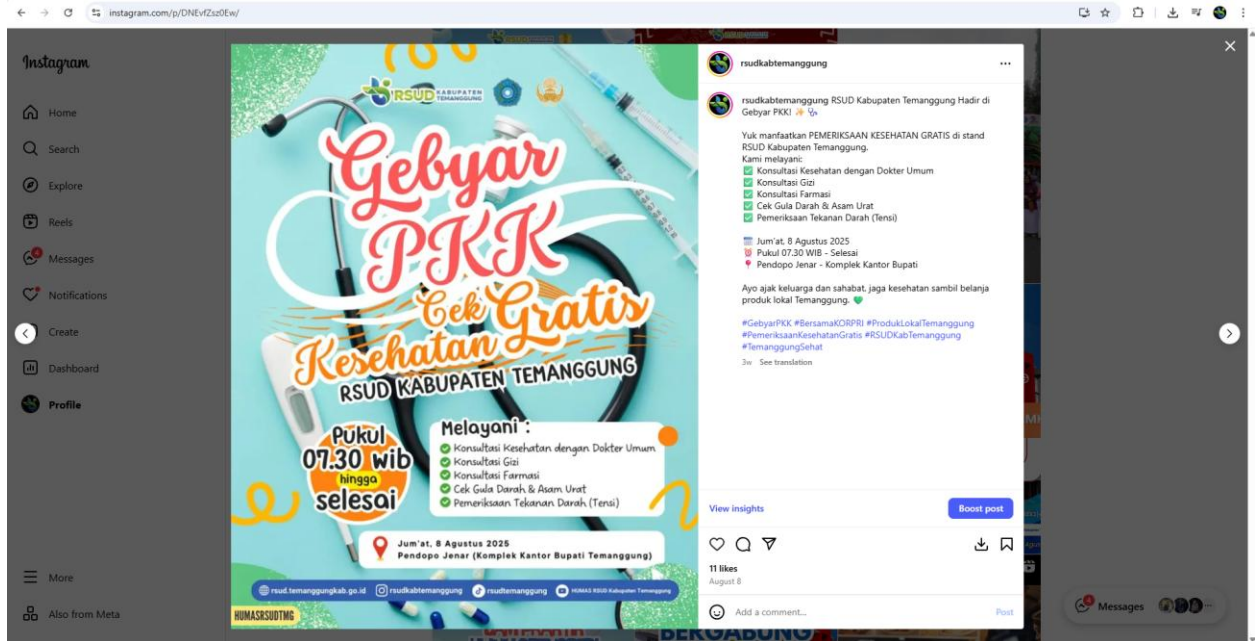 instagram.com/p/DNEvfZsz0Ew/
Instagram
Home
Search
Explore
Reels
4
Messages
Notifications
Create
Dashboard
Profile
More
Also from Meta
RSUD KABUPATEN TEMANGGUNG
Gebyar
PKK
Cek Gratis
Kesehatan
RSUD KABUPATEN TEMANGGUNG
Pukul
07.30 wib
hingga
selesai
Melayani :
Konsultasi Kesehatan dengan Dokter Umum
Konsultasi Gizi
Konsultasi Farmasi
Cek Gula Darah & Asam Urat
Pemeriksaan Tekanan Darah (Tensi)
Jum'at, 8 Agustus 2025
Pendopo Jenar (Komplek Kantor Bupati Temanggung)
rsud.temanggungkab.go.id rsudkabtemanggung rsudtemanggung HUMAS RSUD Kabupaten Temanggung
HUMASRSUDTMG
rsudkabtemanggung
rsudkabtemanggung RSUD Kabupaten Temanggung Hadir di
Gebyar PKK! ✨ 🩺
Yuk manfaatkan PEMERIKSAAN KESEHATAN GRATIS di stand
RSUD Kabupaten Temanggung.
Kami melayani:
✅ Konsultasi Kesehatan dengan Dokter Umum
✅ Konsultasi Gizi
✅ Konsultasi Farmasi
✅ Cek Gula Darah & Asam Urat
✅ Pemeriksaan Tekanan Darah (Tensi)
🗓️ Jum'at, 8 Agustus 2025
⏰ Pukul 07.30 WIB - Selesai
📍 Pendopo Jenar - Komplek Kantor Bupati
Ayo ajak keluarga dan sahabat, jaga kesehatan sambil belanja
produk lokal Temanggung. 💚
#GebyarPKK #BersamaKORPRI #ProdukLokalTemanggung
#PemeriksaanKesehatanGratis #RSUDKabTemanggung
#TemanggungSehat
3w See translation
View insights
Boost post
11 likes
August 8
Add a comment...
Post
Messages
BERGABUNG